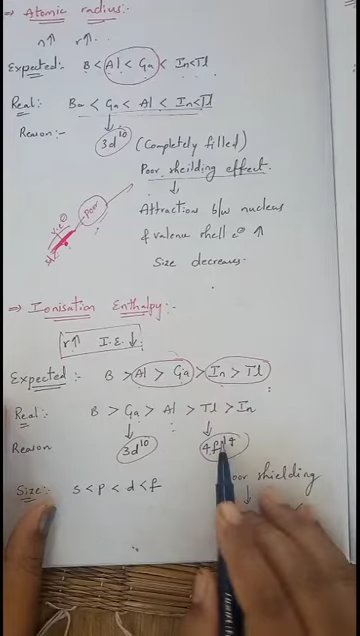 ⇒ Atomic radius:
n↑ r↑
Expected:- B < Al < Ga < In < Tl
Real:- B < Ga < Al < In < Tl
Reason:- 3d¹⁰ (Completely filled)
Poor sheilding effect.
↓
Poor
Attraction b/w nucleus
& valence shell e⊖ ↑
Size decreases.
⇒ Ionisation Enthalpy:-
r↑ I.E ↓
Expected:- B > Al > Ga > In > Tl
Real:- B > Ga > Al > Tl > In
Reason 3d¹⁰ 4f¹⁴
Poor shielding
Size:- s < p < d < f